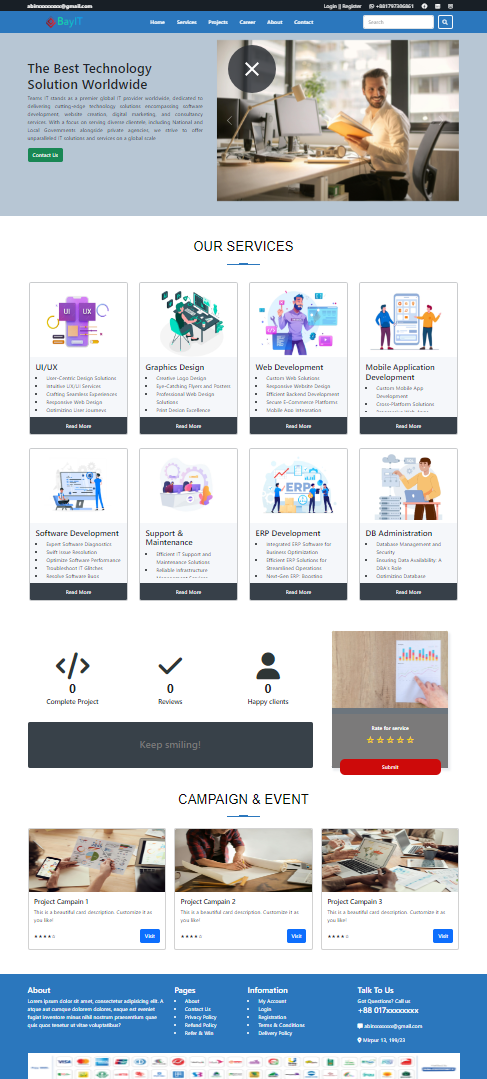 abinxxxxxxxx@gmail.com
Login || Register
+881797306861
BayIT
Home
Services
Projects
Career
About
Contact
Search
The Best Technology
Solution Worldwide
Teams IT stands as a premier global IT provider worldwide, dedicated to
delivering cutting-edge technology solutions encompassing software
development, website creation, digital marketing, and consultancy
services. With a focus on serving diverse clientele, including National and
Local Governments alongside private agencies, we strive to offer
unparalleled IT solutions and services on a global scale.
Contact Us
OUR SERVICES
UI UX
UI/UX
User-Centric Design Solutions
Intuitive UX/UI Services
Crafting Seamless Experiences
Responsive Web Design
Optimizing User Journeys
Read More
Graphics Design
Creative Logo Design
Eye-Catching Flyers and Posters
Professional Web Design
Solutions
Print Design Excellence
Read More
Web Development
Custom Web Solutions
Responsive Website Design
Efficient Backend Development
Secure E-Commerce Platforms
Mobile App Integration
Read More
Mobile Application
Development
Custom Mobile App
Development
Cross-Platform Solutions
Read More
Software Development
Expert Software Diagnostics
Swift Issue Resolution
Optimize Software Performance
Troubleshoot IT Glitches
Resolve Software Bugs
Read More
Support &
Maintenance
Efficient IT Support and
Maintenance Solutions
Reliable Infrastructure
Management Services
Read More
ERP
ERP Development
Integrated ERP Software for
Business Optimization
Efficient ERP Solutions for
Streamlined Operations
Next-Gen ERP: Boosting
Read More
DB Administration
Database Management and
Security
Ensuring Data Availability: A
DBA's Role
Optimizing Database
Read More
0
Complete Project
0
Reviews
0
Happy clients
Keep smiling!
Rate for service
Submit
CAMPAIGN & EVENT
Project Campain 1
This is a beautiful card description. Customize it as
you like!
Visit
Project Campain 2
This is a beautiful card description. Customize it as
you like!
Visit
Project Campain 3
This is a beautiful card description. Customize it as
you like!
Visit
About
Lorem ipsum dolor sit amet, consectetur adipisicing elit. A
atque aut cumque dolorem dolores, eaque est eveniet
fugiat inventore minus nihil nostrum praesentium quae
quis quos tenetur ut vitae voluptatibus?
Pages
About
Contact Us
Privacy Policy
Refund Policy
Refer & Win
Infomation
My Account
Login
Registration
Terms & Conditions
Delivery Policy
Talk To Us
Got Questions? Call us
+88 017xxxxxxxx
abinxxxxxxx@gmail.com
Mirpur 13, 199/23
VISA